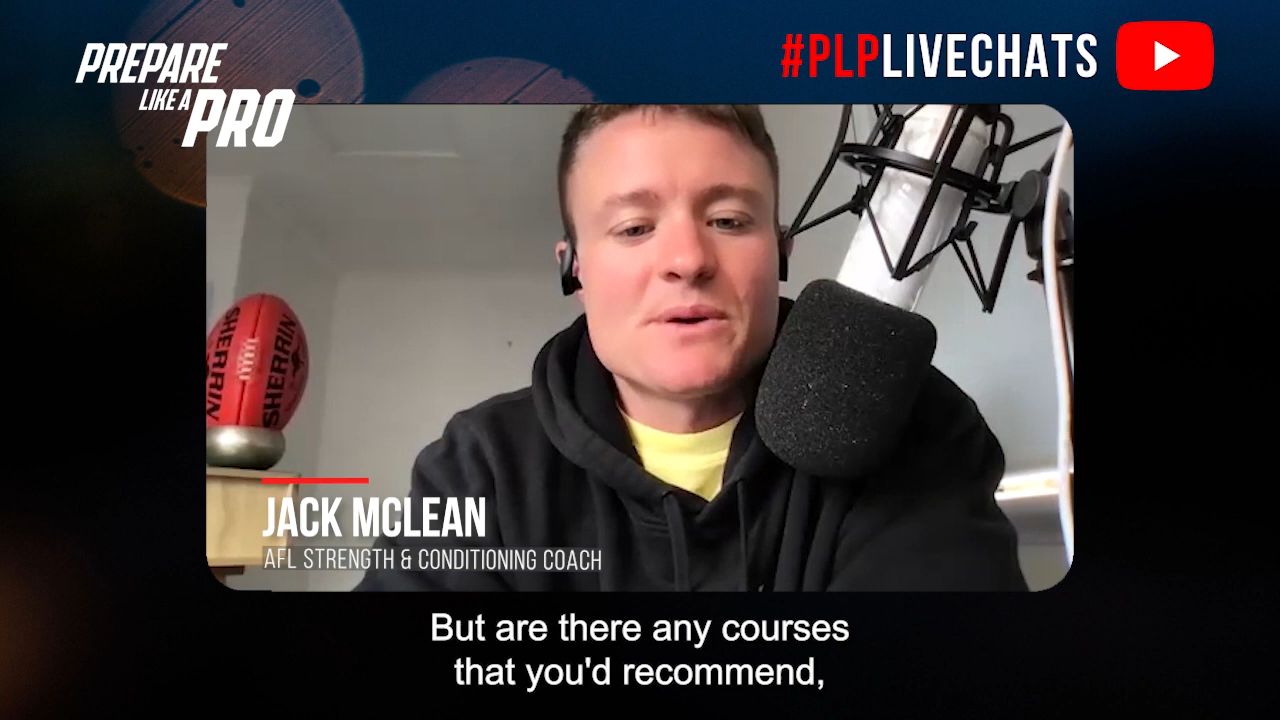 PREPARE
LIKE A
PRO
#PLPLIVECHATS
SHERRIN
SHERRIN
JACK MCLEAN
AFL STRENGTH & CONDITIONING COACH
But are there any courses
that you'd recommend,